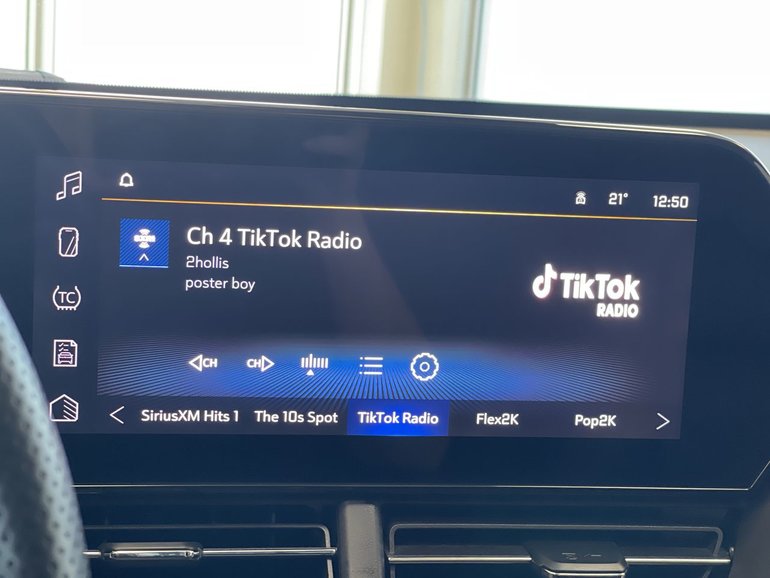 21° 12:50
Ch 4 TikTok Radio
2hollis
poster boy
TikTok
RADIO
TC
CH CH
SiriusXM Hits 1 The 10s Spot TikTok Radio Flex2K Pop2K